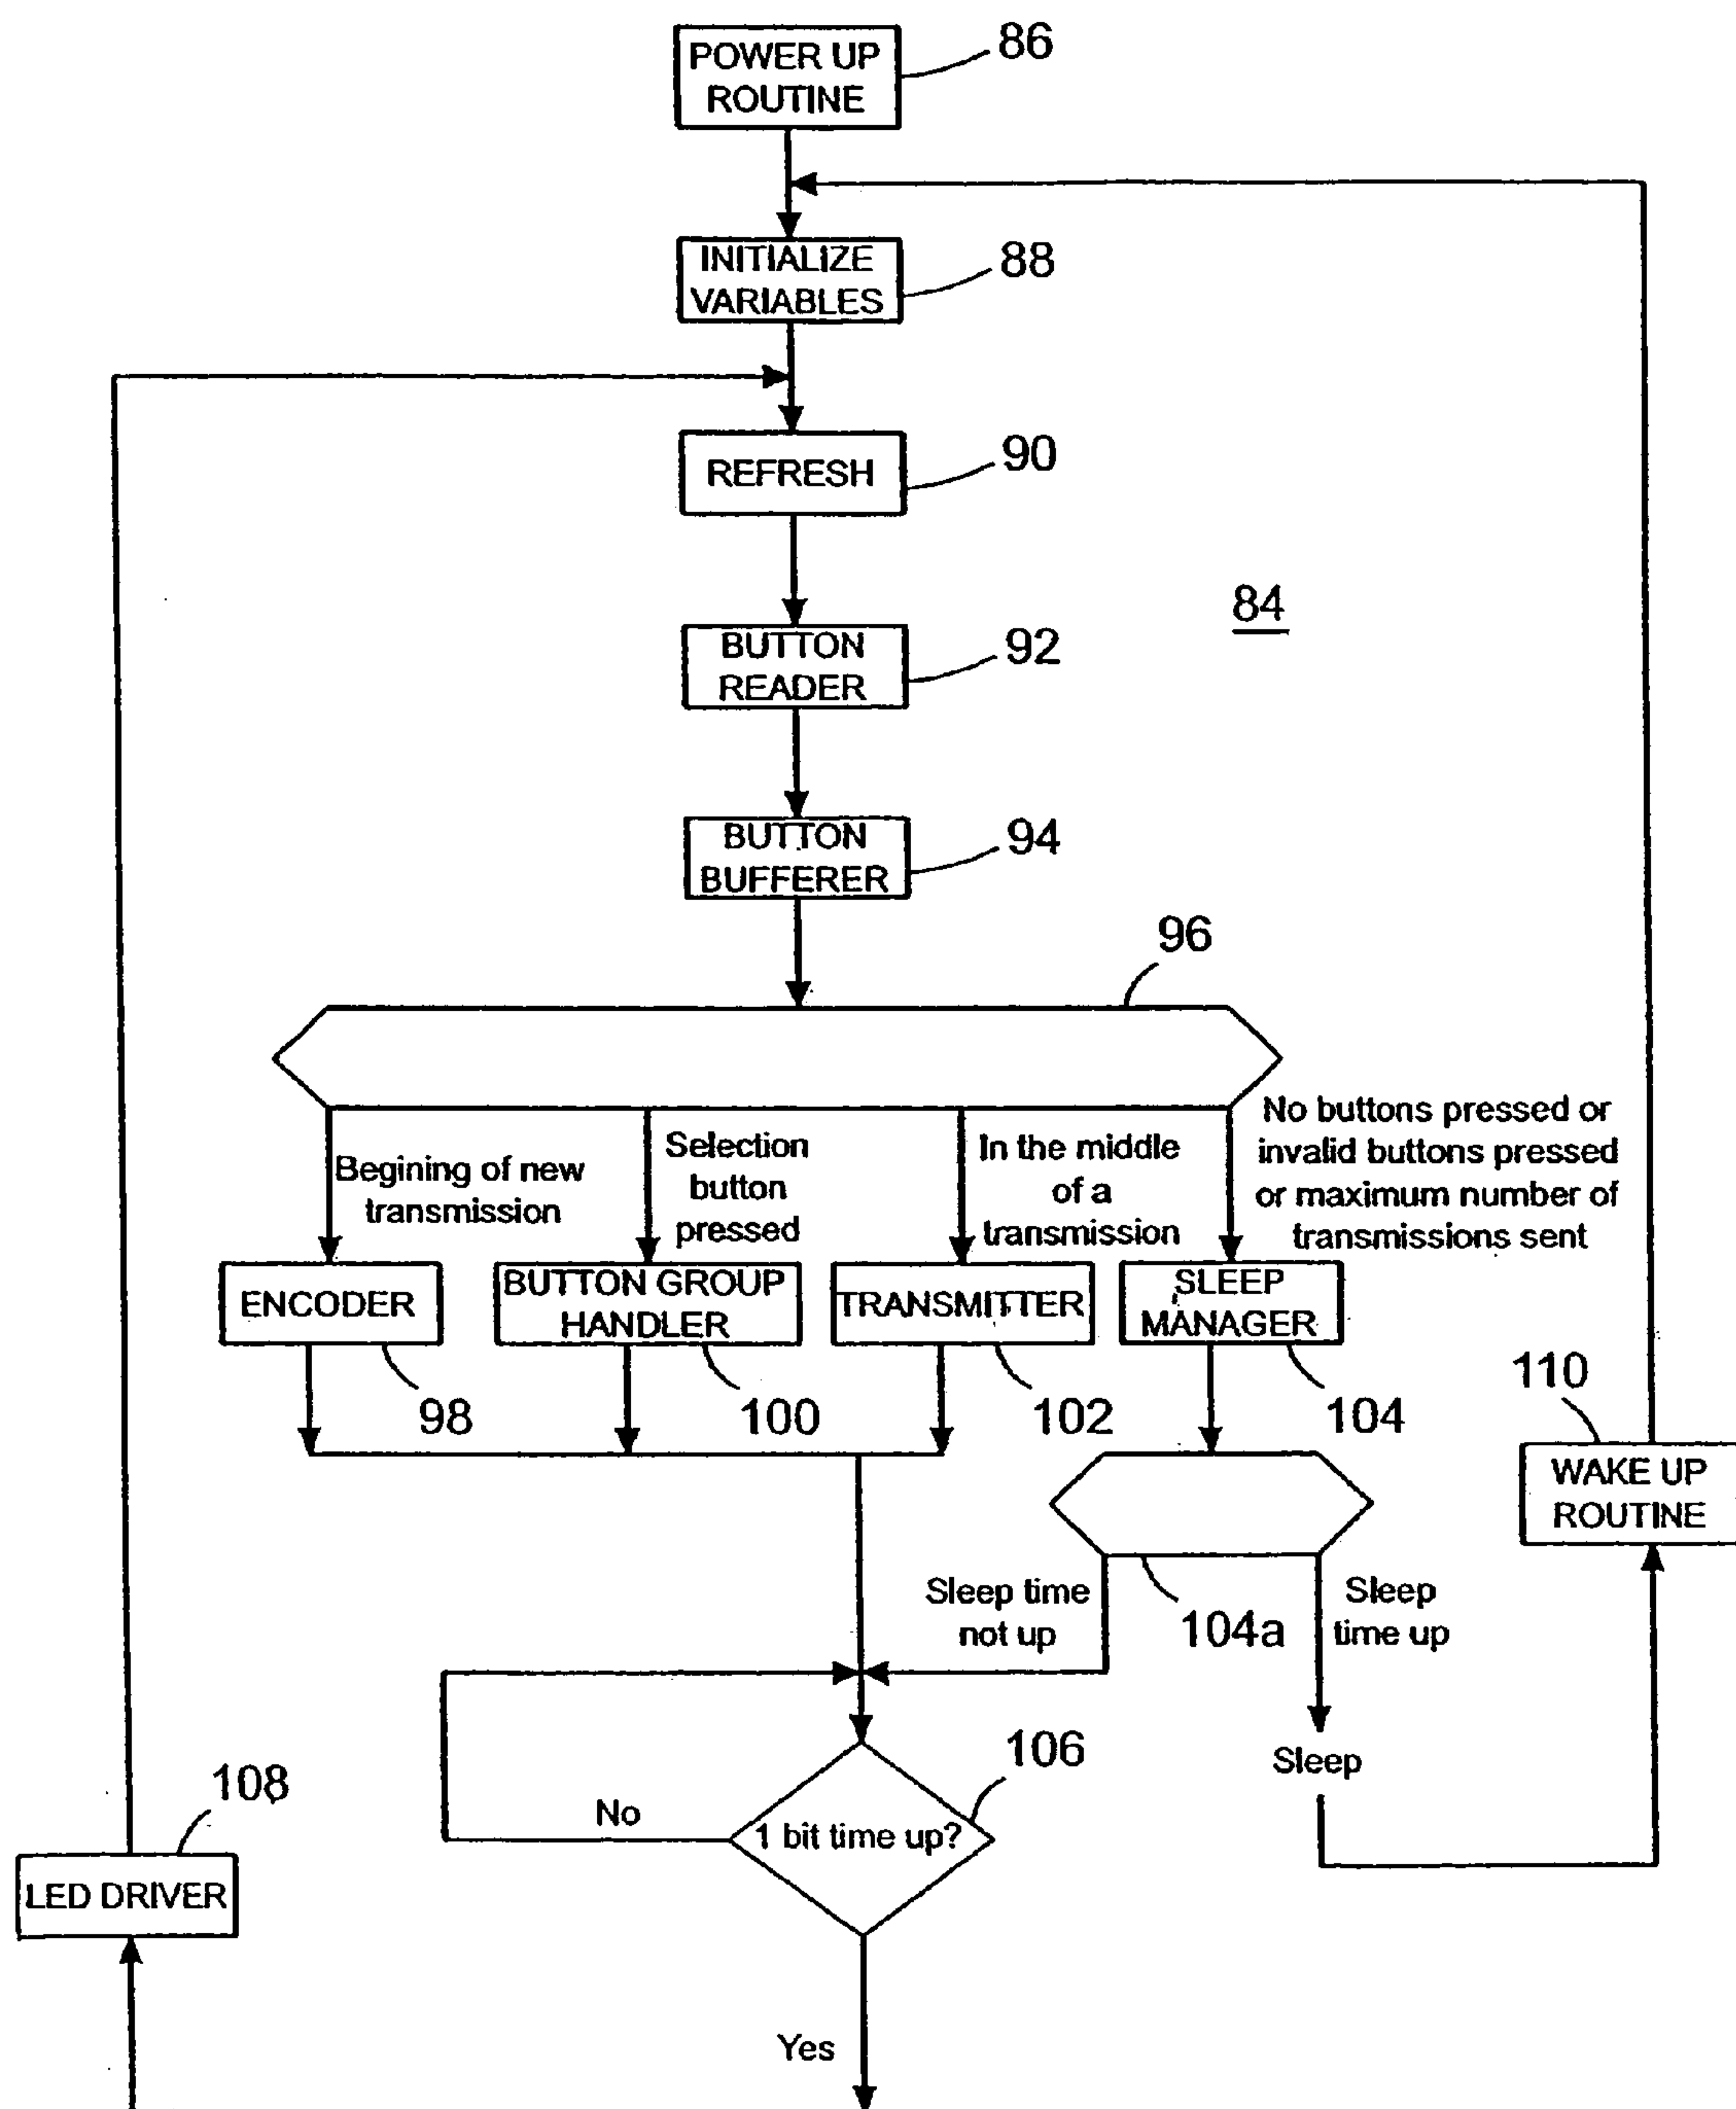 POWER UP
ROUTINE
86
INITIALIZE
VARIABLES
88
REFRESH
90
84
BUTTON
READER
92
BUTTON
BUFFERER
94
96
Begining of new
transmission
Selection
button
pressed
In the middle
of a
transmission
No buttons pressed or
invalid buttons pressed
or maximum number of
transmissions sent
ENCODER
98
BUTTON GROUP
HANDLER
100
TRANSMITTER
102
SLEEP
MANAGER
104
110
WAKE UP
ROUTINE
Sleep time
not up
104a
Sleep
time up
Sleep
106
1 bit time up?
No
Yes
108
LED DRIVER